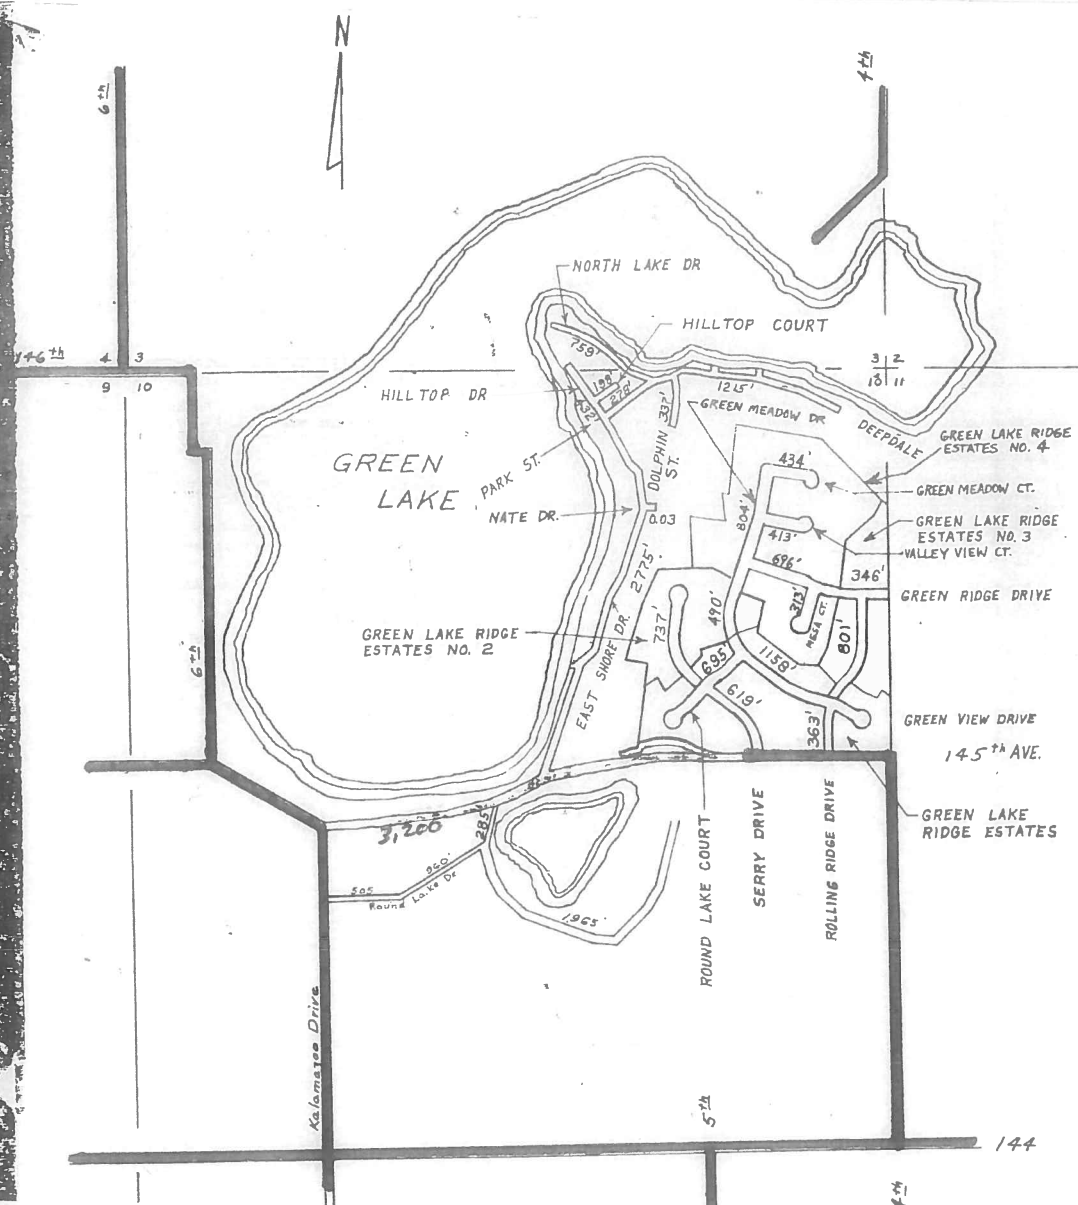 N
6th
4th
NORTH LAKE DR
HILLTOP COURT
759'
146th
4 3
9 10
3 2
10 11
198'
278'
HILLTOP DR
432'
337'
1215'
GREEN MEADOW DR
DEEPDALE
GREEN LAKE RIDGE
ESTATES NO. 4
GREEN
LAKE
PARK ST.
DOLPHIN
ST.
434'
GREEN MEADOW CT.
NATE DR.
0.03
804'
413'
GREEN LAKE RIDGE
ESTATES NO. 3
VALLEY VIEW CT.
2775'
696'
346'
GREEN RIDGE DRIVE
313'
MESA CT.
801'
490'
737'
GREEN LAKE RIDGE
ESTATES NO. 2
6th
EAST SHORE DR.
695'
1158'
619'
363'
GREEN VIEW DRIVE
145th AVE.
GREEN LAKE
RIDGE ESTATES
3,200
285'
960'
505
Round Lake Dr
1965'
ROUND LAKE COURT
SERRY DRIVE
ROLLING RIDGE DRIVE
Kalamazoo Drive
5th
144
4th